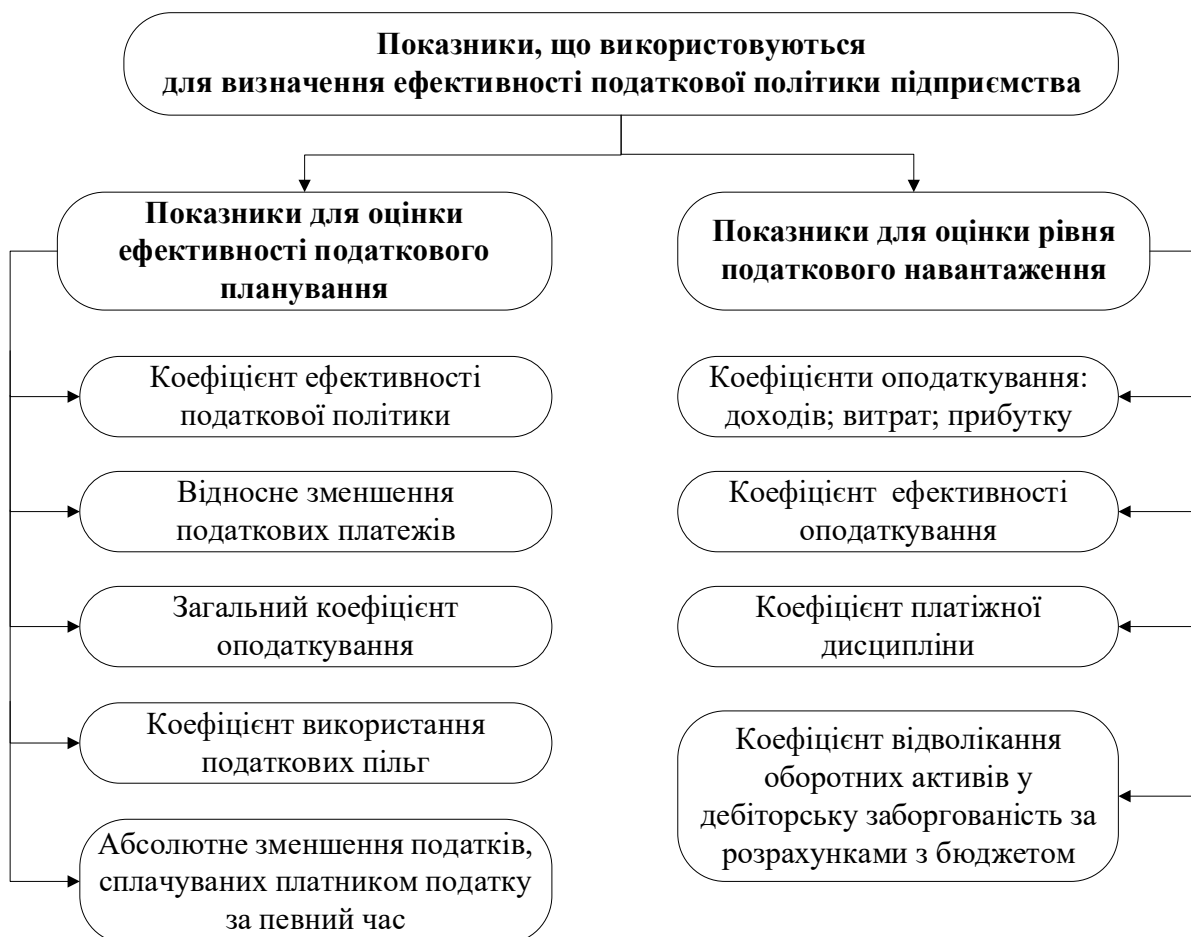 Показники, що використовуються
для визначення ефективності податкової політики підприємства
Показники для оцінки
ефективності податкового
планування
Коефіцієнт ефективності
податкової політики
Відносне зменшення
податкових платежів
Загальний коефіцієнт
оподаткування
Коефіцієнт використання
податкових пільг
Абсолютне зменшення податків,
сплачуваних платником податку
за певний час
Показники для оцінки рівня
податкового навантаження
Коефіцієнти оподаткування:
доходів; витрат; прибутку
Коефіцієнт ефективності
оподаткування
Коефіцієнт платіжної
дисципліни
Коефіцієнт відволікання
оборотних активів у
дебіторську заборгованість за
розрахунками з бюджетом